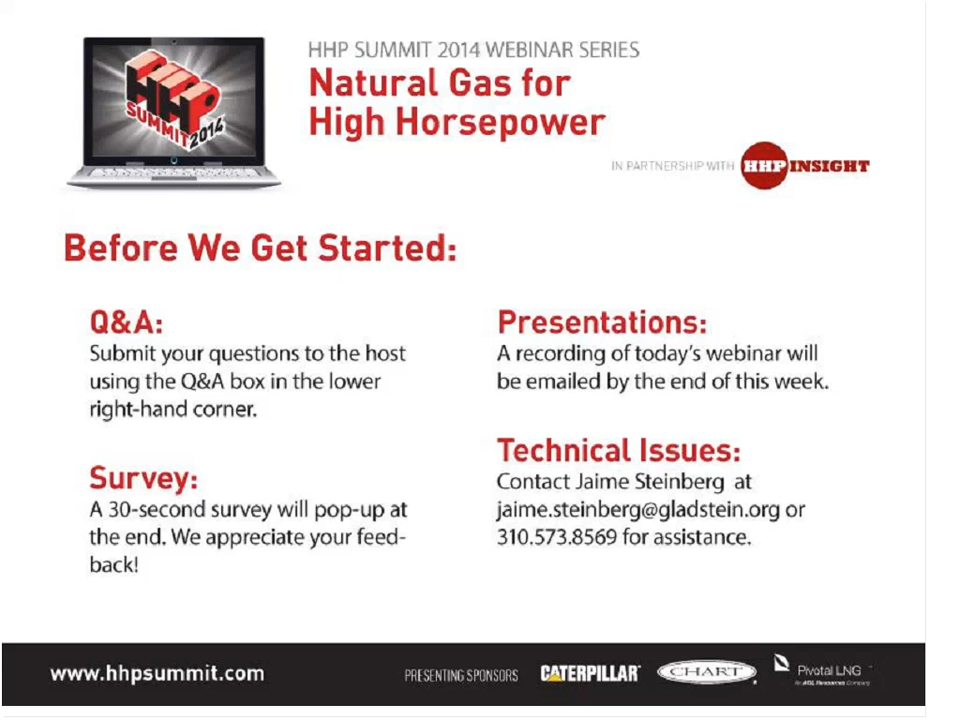 HHP
SUMMIT 2014
HHP SUMMIT 2014 WEBINAR SERIES
Natural Gas for
High Horsepower
IN PARTNERSHIP WITH HHP INSIGHT
Before We Get Started:
Q&A:
Submit your questions to the host
using the Q&A box in the lower
right-hand corner.
Survey:
A 30-second survey will pop-up at
the end. We appreciate your feed-
back!
Presentations:
A recording of today's webinar will
be emailed by the end of this week.
Technical Issues:
Contact Jaime Steinberg at
jaime.steinberg@gladstein.org or
310.573.8569 for assistance.
www.hhpsummit.com
PRESENTING SPONSORS
CATERPILLAR
CHART
Pivotal LNG
An AGL Resources Company